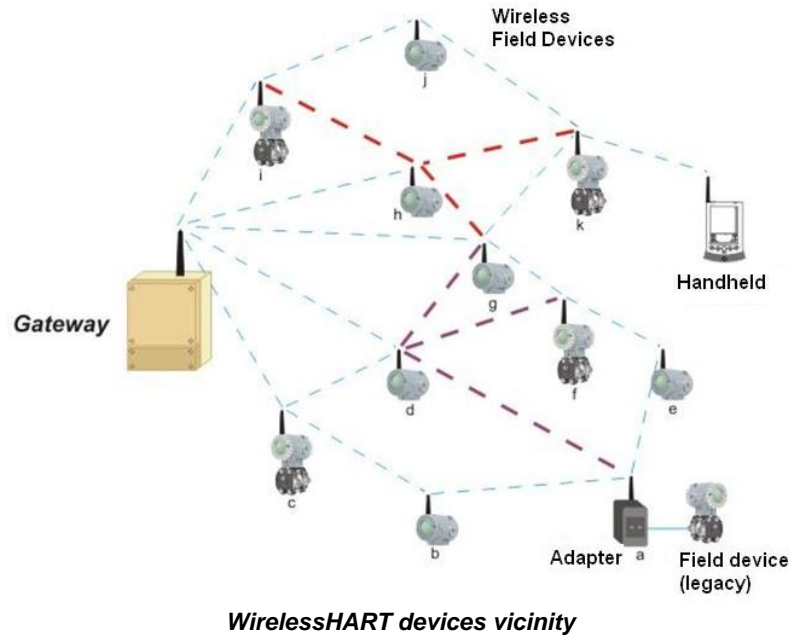 Wireless
Field Devices
j
i
h
k
Handheld
g
Gateway
f
d
e
c
b
Adapter a
Field device
(legacy)
WirelessHART devices vicinity